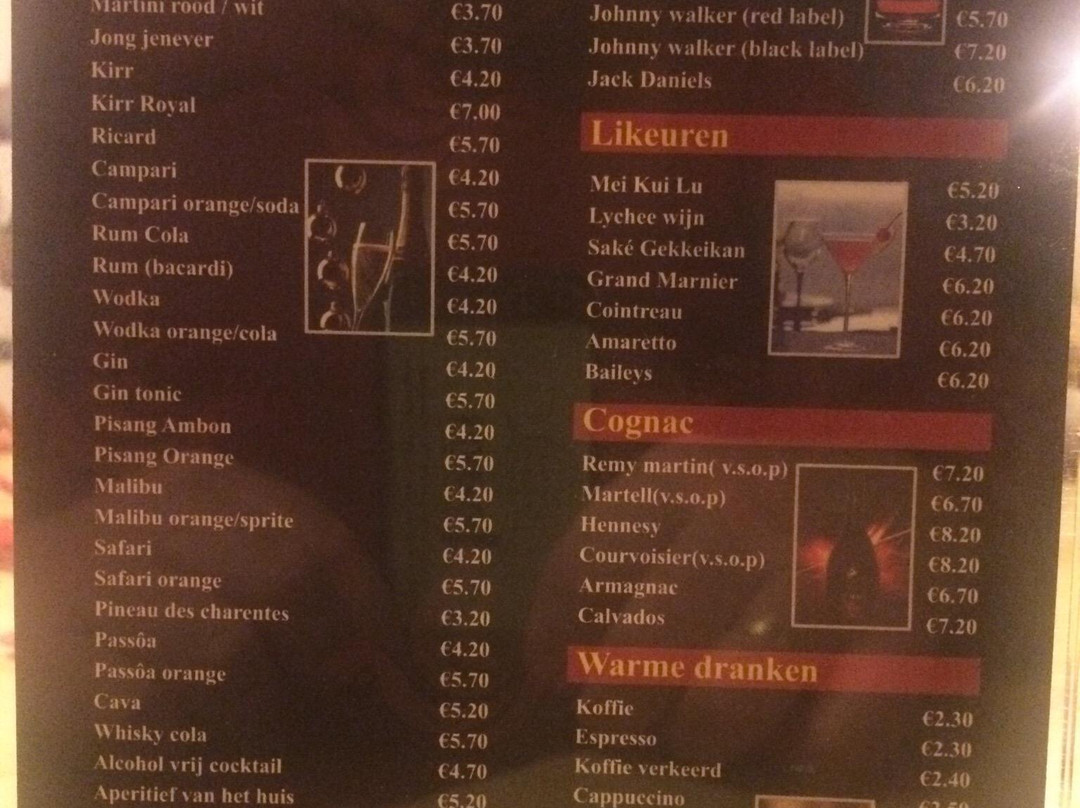 Martini rood / wit €3.70
Jong jenever €3.70
Kirr €4.20
Kirr Royal €7.00
Ricard €5.70
Campari €4.20
Campari orange/soda €5.70
Rum Cola €5.70
Rum (bacardi) €4.20
Wodka €4.20
Wodka orange/cola €5.70
Gin €4.20
Gin tonic €5.70
Pisang Ambon €4.20
Pisang Orange €5.70
Malibu €4.20
Malibu orange/sprite €5.70
Safari €4.20
Safari orange €5.70
Pineau des charentes €3.20
Passôa €4.20
Passôa orange €5.70
Cava €5.20
Whisky cola €5.70
Alcohol vrij cocktail €4.70
Aperitief van het huis €5.20
Johnny walker (red label) €5.70
Johnny walker (black label) €7.20
Jack Daniels €6.20
Likeuren
Mei Kui Lu €5.20
Lychee wijn €3.20
Saké Gekkeikan €4.70
Grand Marnier €6.20
Cointreau €6.20
Amaretto €6.20
Baileys €6.20
Cognac
Remy martin( v.s.o.p) €7.20
Martell(v.s.o.p) €6.70
Hennesy €8.20
Courvoisier(v.s.o.p) €8.20
Armagnac €6.70
Calvados €7.20
Warme dranken
Koffie €2.30
Espresso €2.30
Koffie verkeerd €2.40
Cappuccino